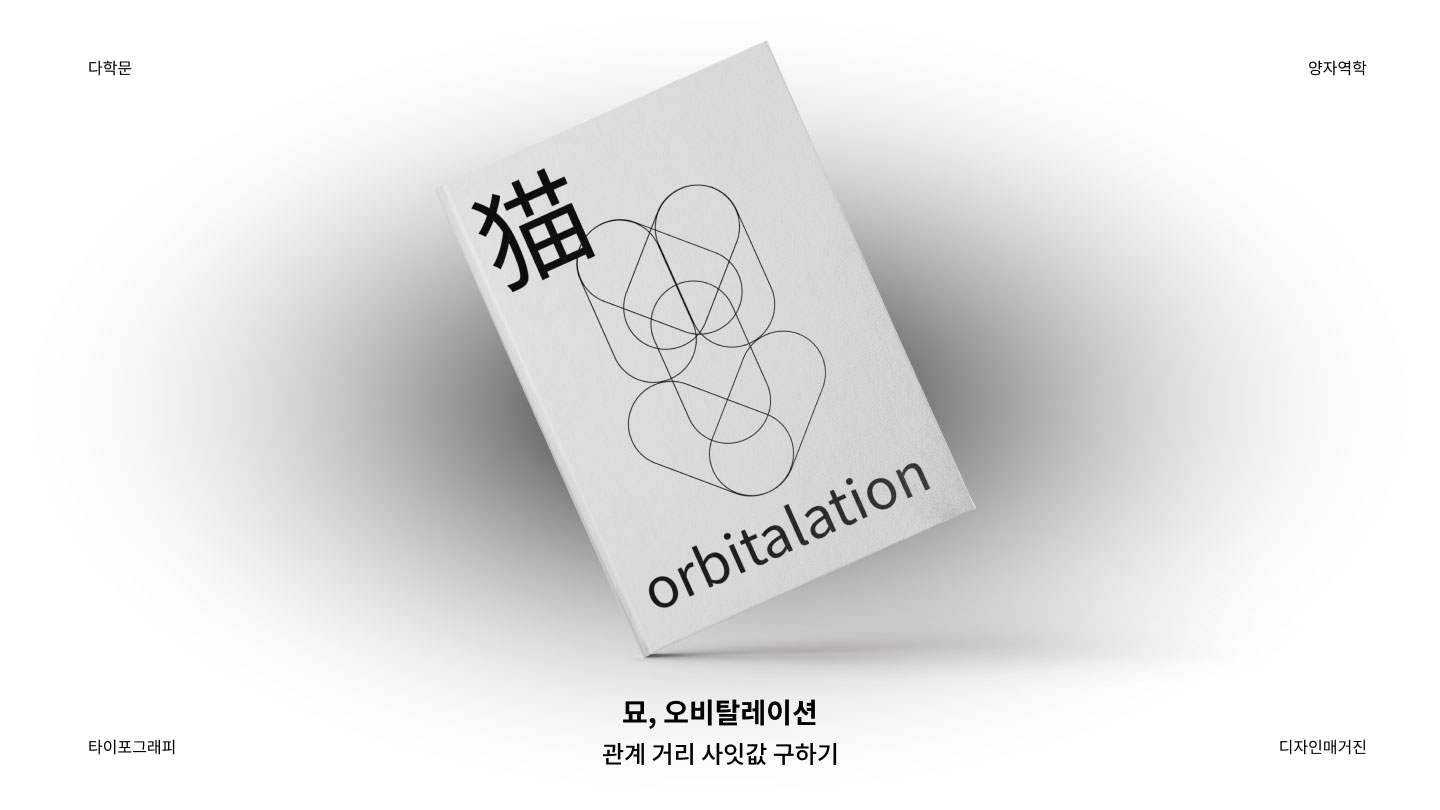 다학문
양자역학
猫
orbitalation
묘, 오비탈레이션
관계 거리 사잇값 구하기
타이포그래피
디자인매거진